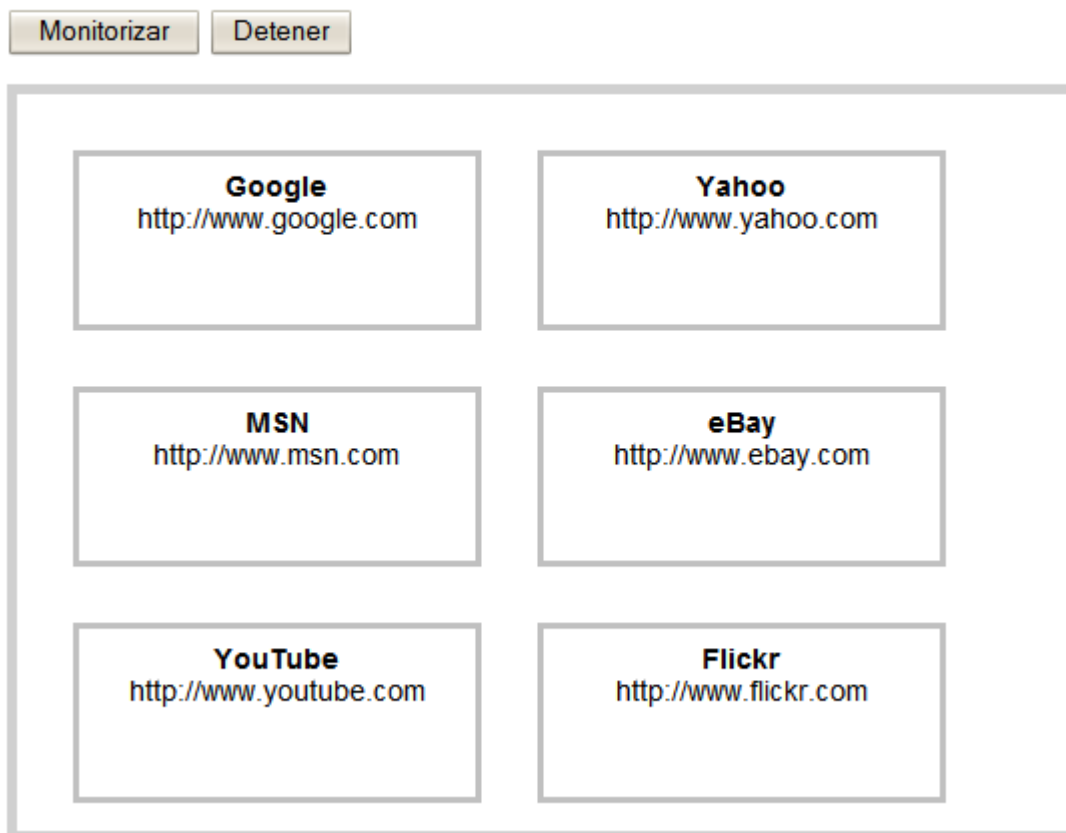 Monitorizar Detener
Google
http://www.google.com
Yahoo
http://www.yahoo.com
MSN
http://www.msn.com
eBay
http://www.ebay.com
YouTube
http://www.youtube.com
Flickr
http://www.flickr.com